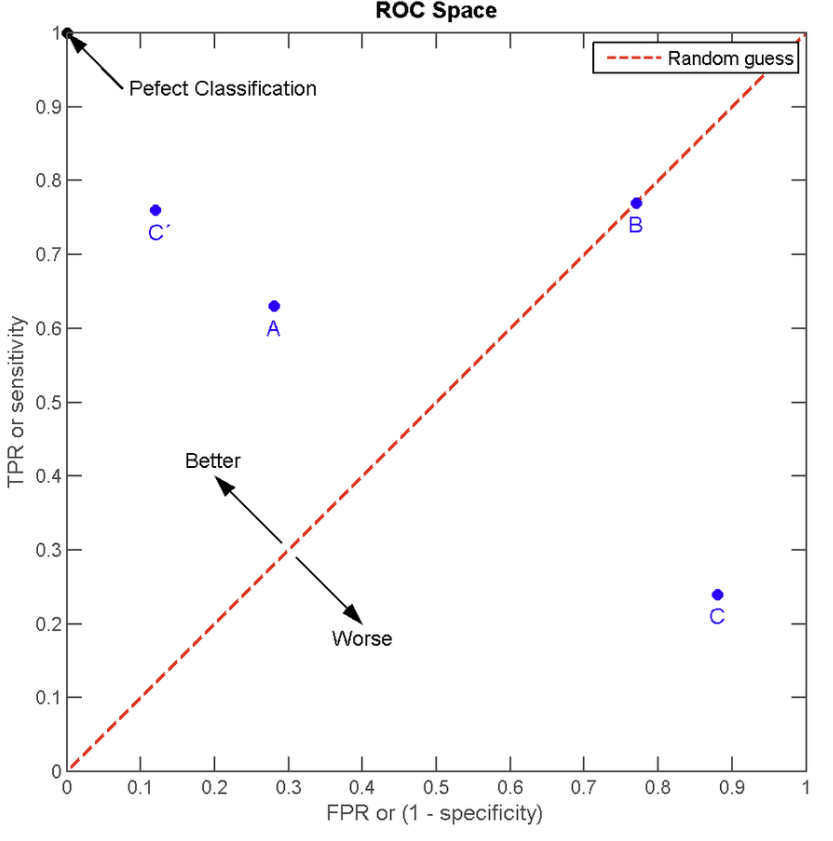 ROC Space
Random guess
Pefect Classification
C´
B
A
Better
Worse
C
TPR or sensitivity
1
0.9
0.8
0.7
0.6
0.5
0.4
0.3
0.2
0.1
0
0 0.1 0.2 0.3 0.4 0.5 0.6 0.7 0.8 0.9 1
FPR or (1 - specificity)